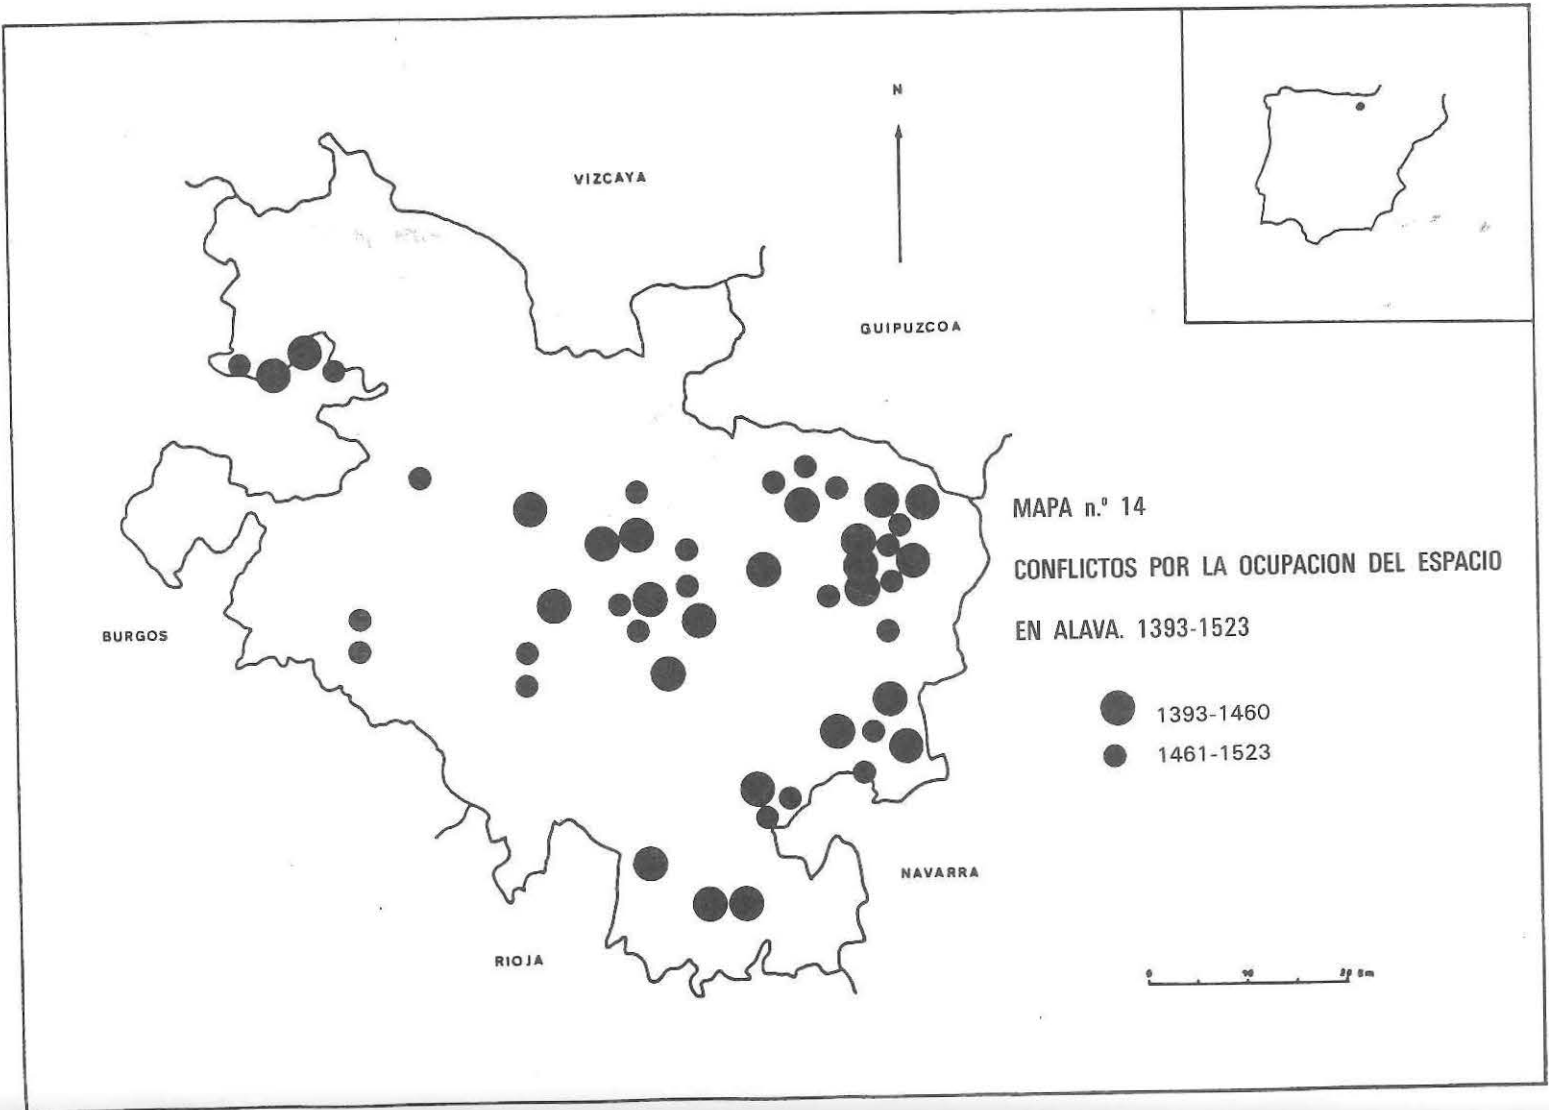 N
VIZCAYA
GUIPUZCOA
MAPA n.º 14
CONFLICTOS POR LA OCUPACION DEL ESPACIO
EN ALAVA. 1393-1523
BURGOS
1393-1460
1461-1523
NAVARRA
RIOJA
0 10 20